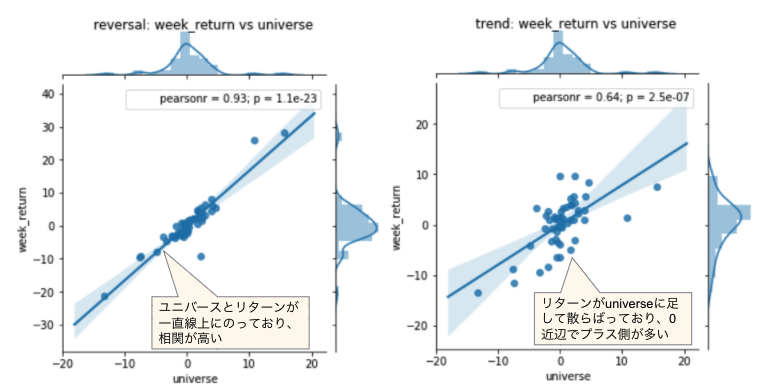 reversal: week_return vs universe
pearsonr = 0.93; p = 1.1e-23
40
30
20
10
0
−10
−20
−30
week_return
−20
−10
0
10
20
universe
ユニバースとリターンが
一直線上にのっており、
相関が高い
trend: week_return vs universe
pearsonr = 0.64; p = 2.5e-07
20
10
0
−10
−20
week_return
−20
−10
0
10
20
universe
リターンがuniverseに足
して散らばっており、0
近辺でプラス側が多い